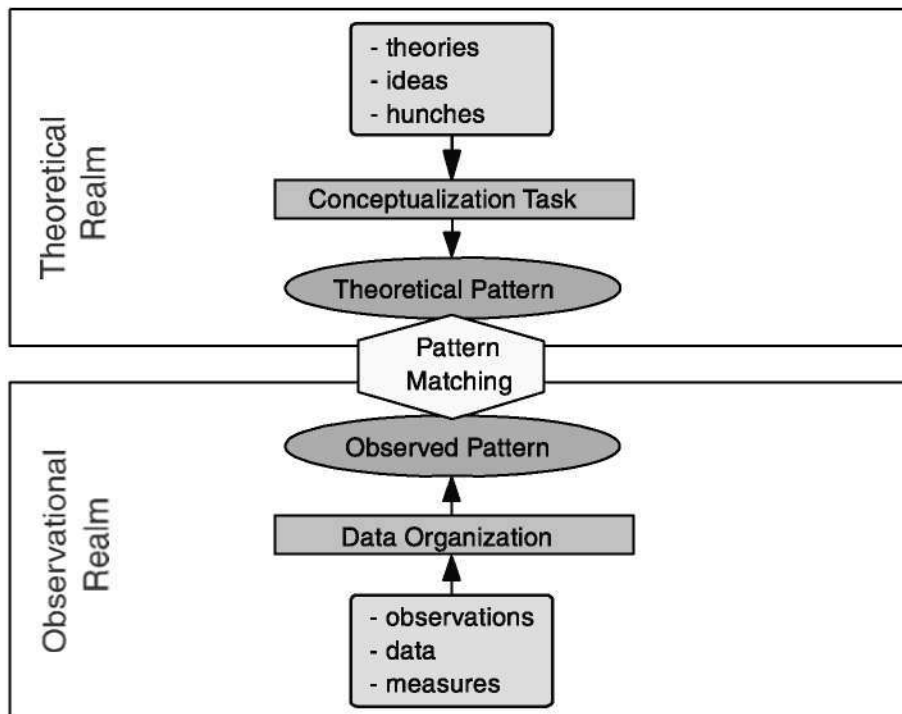 Theoretical
Realm
- theories
- ideas
- hunches
Conceptualization Task
Theoretical Pattern
Pattern
Matching
Observational
Realm
Observed Pattern
Data Organization
- observations
- data
- measures